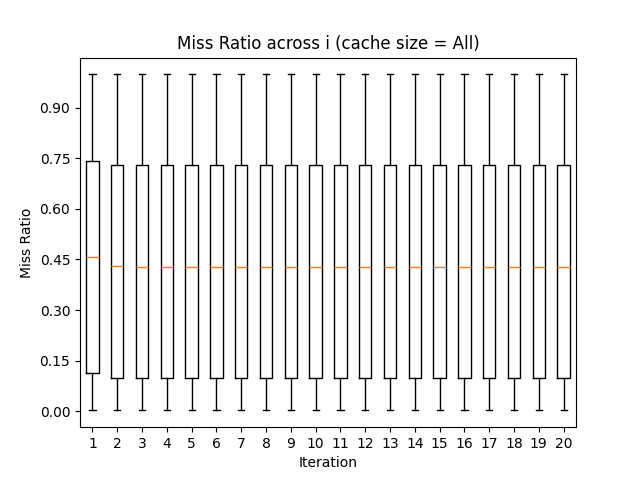 Miss Ratio across i (cache size = All)
Miss Ratio
0.90
0.75
0.60
0.45
0.30
0.15
0.00
1 2 3 4 5 6 7 8 9 10 11 12 13 14 15 16 17 18 19 20
Iteration